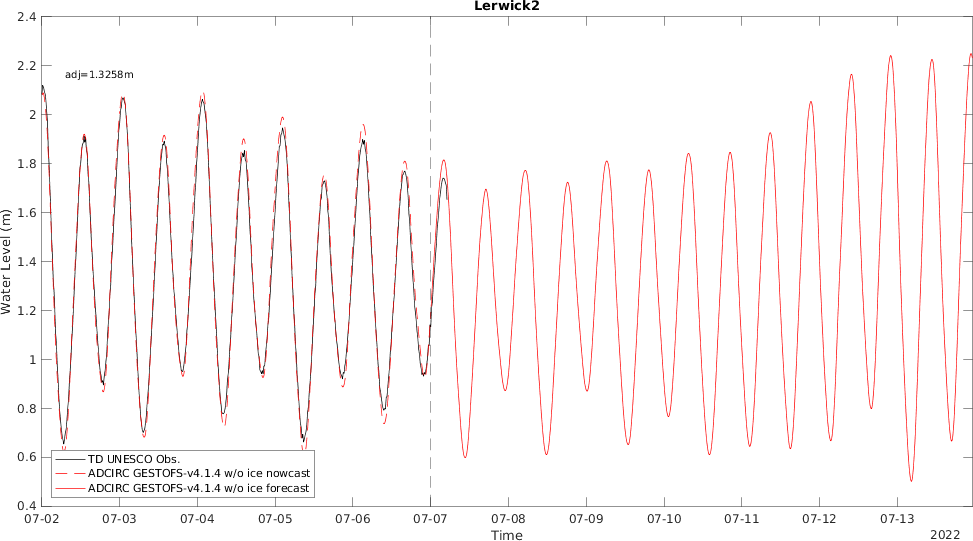 Lerwick2
2.4
2.2
adj=1.3258m
2
1.8
1.6
1.4
1.2
1
0.8
0.6
0.4
Water Level (m)
TD UNESCO Obs.
ADCIRC GESTOFS-v4.1.4 w/o ice nowcast
ADCIRC GESTOFS-v4.1.4 w/o ice forecast
07-02 07-03 07-04 07-05 07-06 07-07 07-08 07-09 07-10 07-11 07-12 07-13
Time
2022